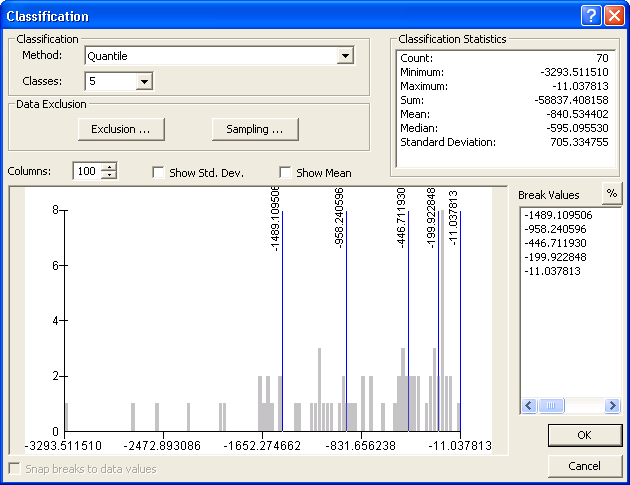 Classification
Classification
Method: Quantile
Classes: 5
Data Exclusion
Exclusion ...
Sampling ...
Classification Statistics
Count: 70
Minimum: -3293.511510
Maximum: -11.037813
Sum: -58837.408158
Mean: -840.534402
Median: -595.095530
Standard Deviation: 705.334755
Columns: 100 Show Std. Dev. Show Mean
Break Values %
-1489.109506
-958.240596
-446.711930
-199.922848
-11.037813
-1489.109506
-958.240596
-446.711930
-199.922848
-11.037813
8
6
4
2
0
-3293.511510 -2472.893086 -1652.274662 -831.656238 -11.037813
Snap breaks to data values
OK
Cancel